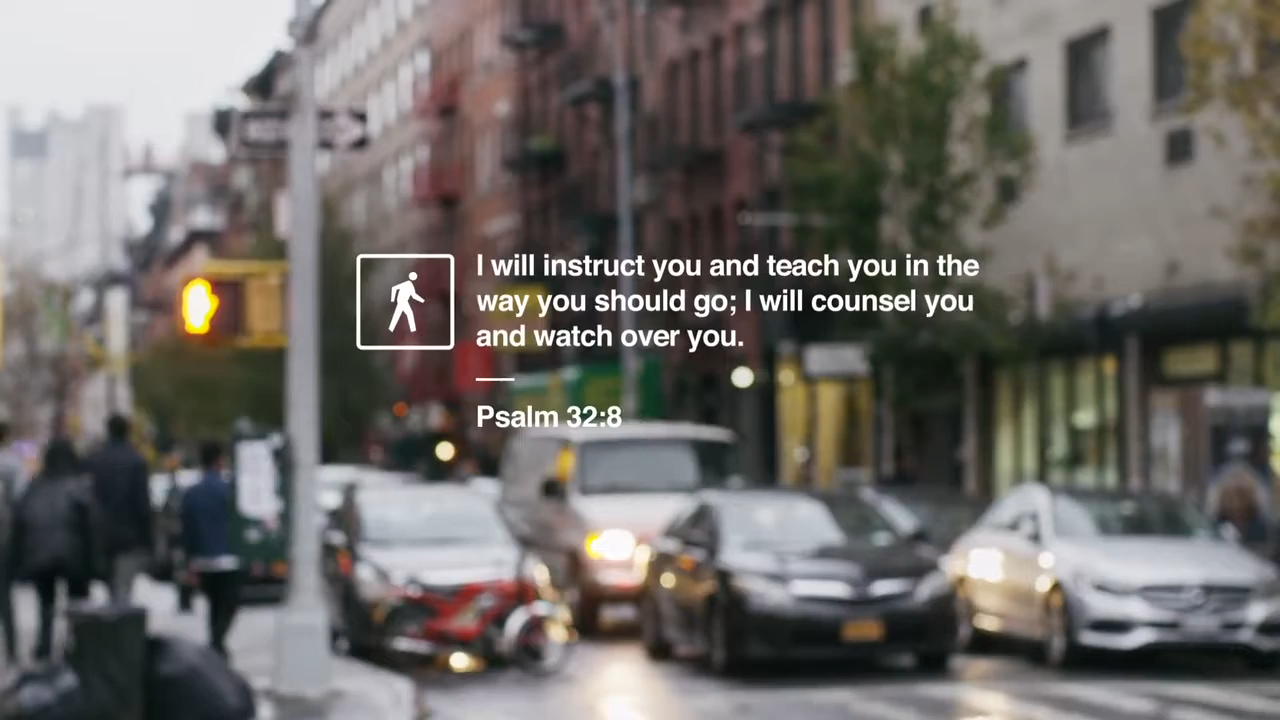 I will instruct you and teach you in the
way you should go; I will counsel you
and watch over you.
Psalm 32:8